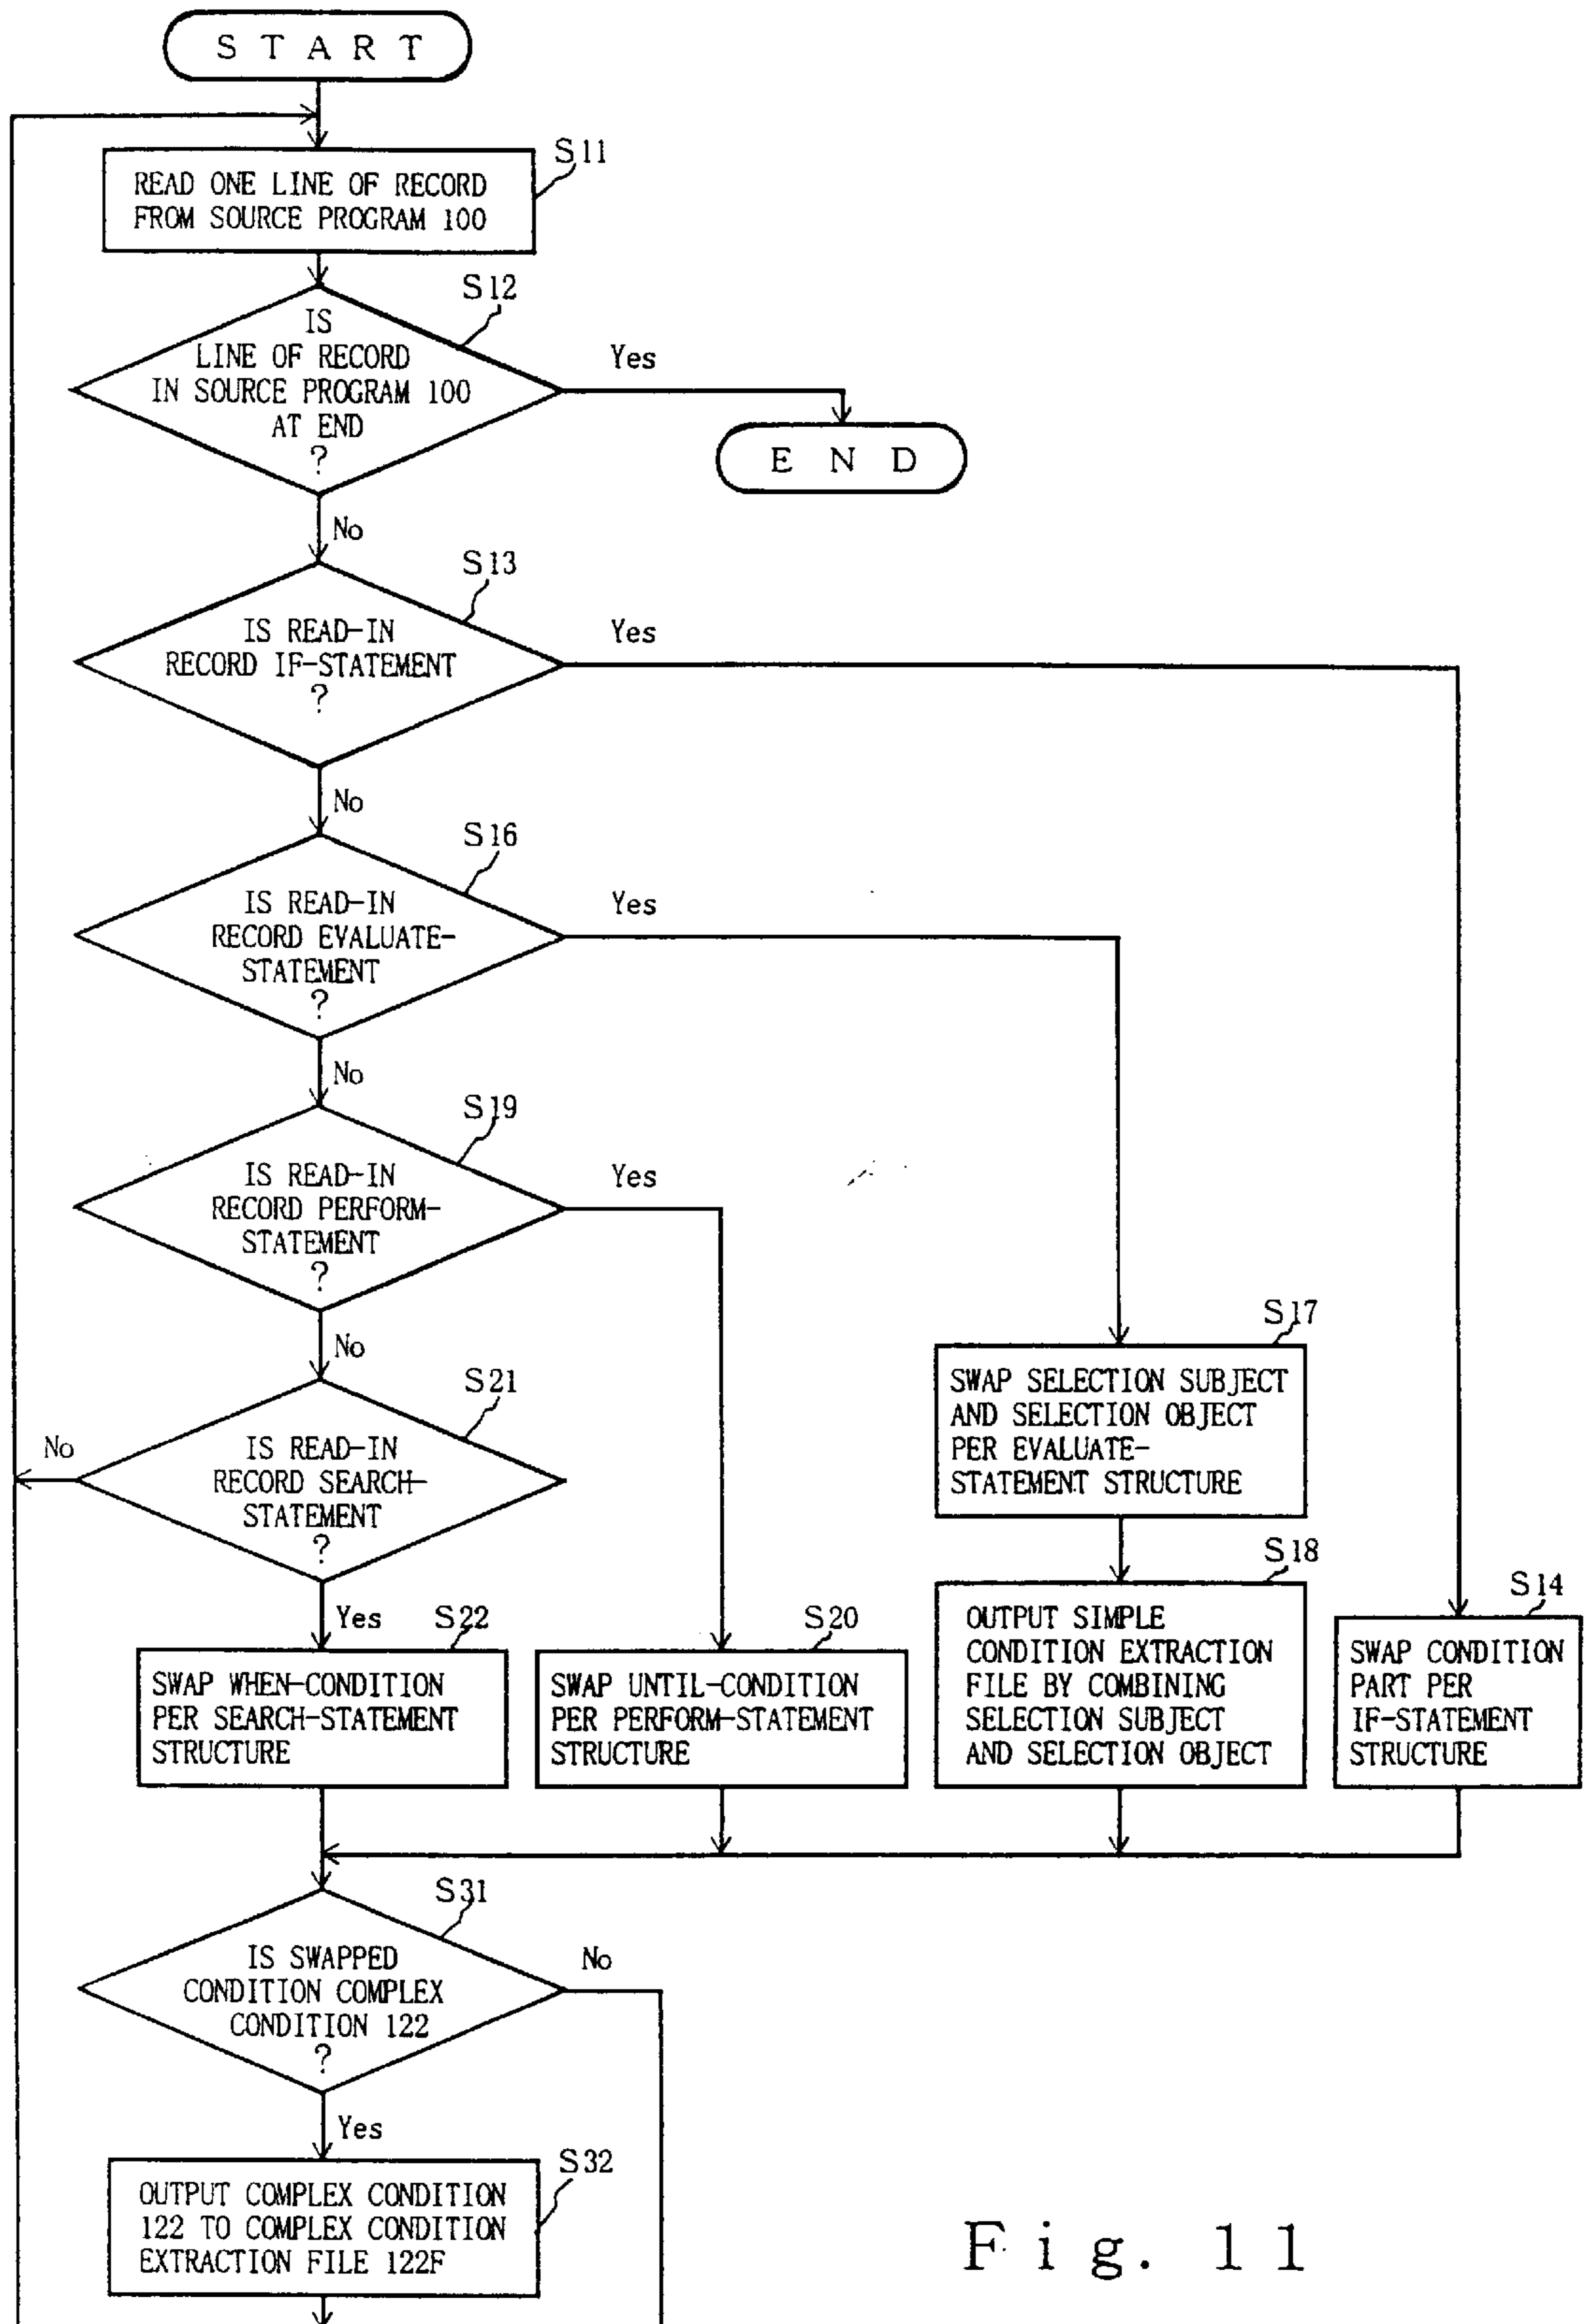 S T A R T
S11
READ ONE LINE OF RECORD
FROM SOURCE PROGRAM 100
S12
IS
LINE OF RECORD
IN SOURCE PROGRAM 100
AT END
?
Yes
E N D
No
S13
IS READ-IN
RECORD IF-STATEMENT
?
Yes
No
S16
IS READ-IN
RECORD EVALUATE-
STATEMENT
?
Yes
No
S19
IS READ-IN
RECORD PERFORM-
STATEMENT
?
Yes
No
S21
IS READ-IN
RECORD SEARCH-
STATEMENT
?
No
Yes
S17
SWAP SELECTION SUBJECT
AND SELECTION OBJECT
PER EVALUATE-
STATEMENT STRUCTURE
S22
SWAP WHEN-CONDITION
PER SEARCH-STATEMENT
STRUCTURE
S20
SWAP UNTIL-CONDITION
PER PERFORM-STATEMENT
STRUCTURE
S18
OUTPUT SIMPLE
CONDITION EXTRACTION
FILE BY COMBINING
SELECTION SUBJECT
AND SELECTION OBJECT
S14
SWAP CONDITION
PART PER
IF-STATEMENT
STRUCTURE
S31
IS SWAPPED
CONDITION COMPLEX
CONDITION 122
?
No
Yes
S32
OUTPUT COMPLEX CONDITION
122 TO COMPLEX CONDITION
EXTRACTION FILE 122F
Fig. 11